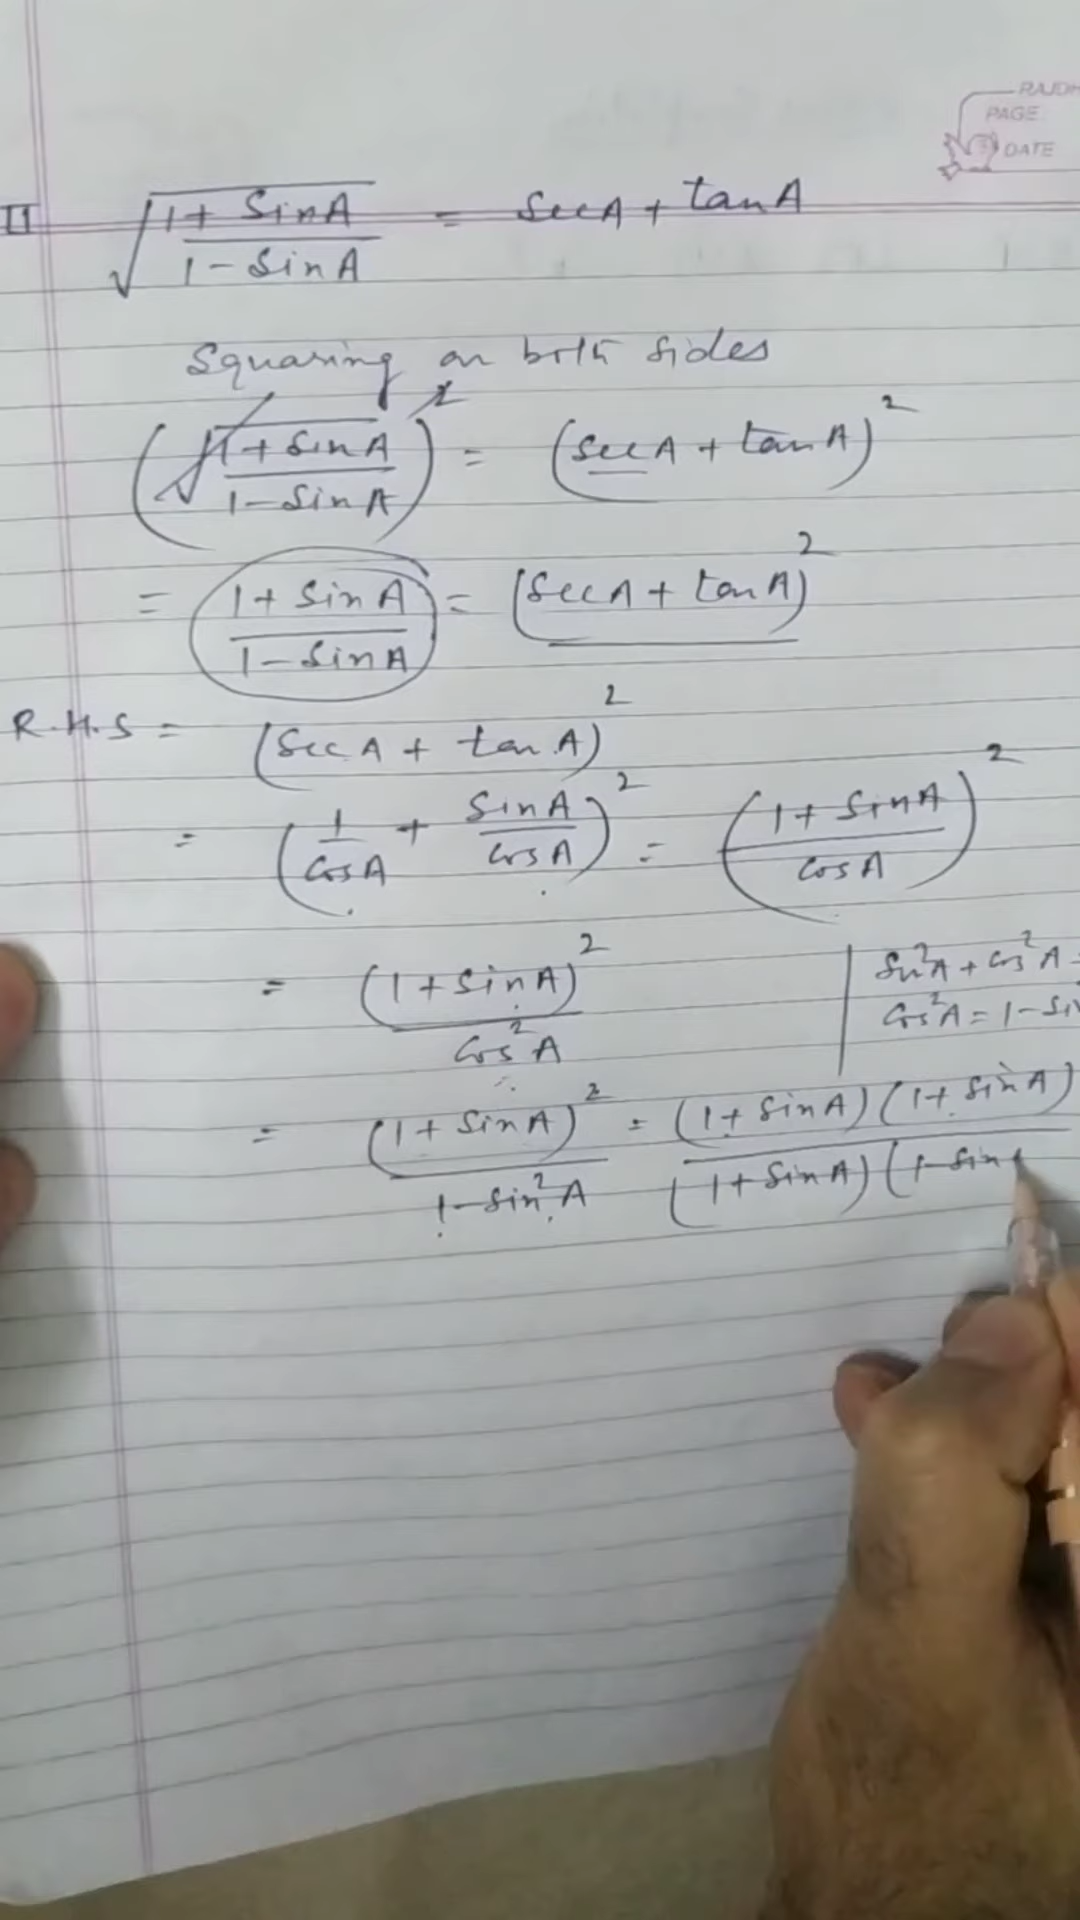 RAJDH
PAGE
DATE
√(1+SinA / 1-SinA) = SecA + tanA
Squaring on both sides
(√(1+SinA / 1-SinA))² = (SecA + tanA)²
= 1+SinA / 1-SinA = (SecA + tanA)²
R.H.S = (SecA + tanA)²
= (1/CosA + SinA/CosA)² = (1+SinA / CosA)²
= (1+SinA)² / Cos²A
Sin²A + Cos²A =
Cos²A = 1-Si
= (1+SinA)² / 1-Sin²A = (1+SinA)(1+SinA) / (1+SinA)(1-Sin